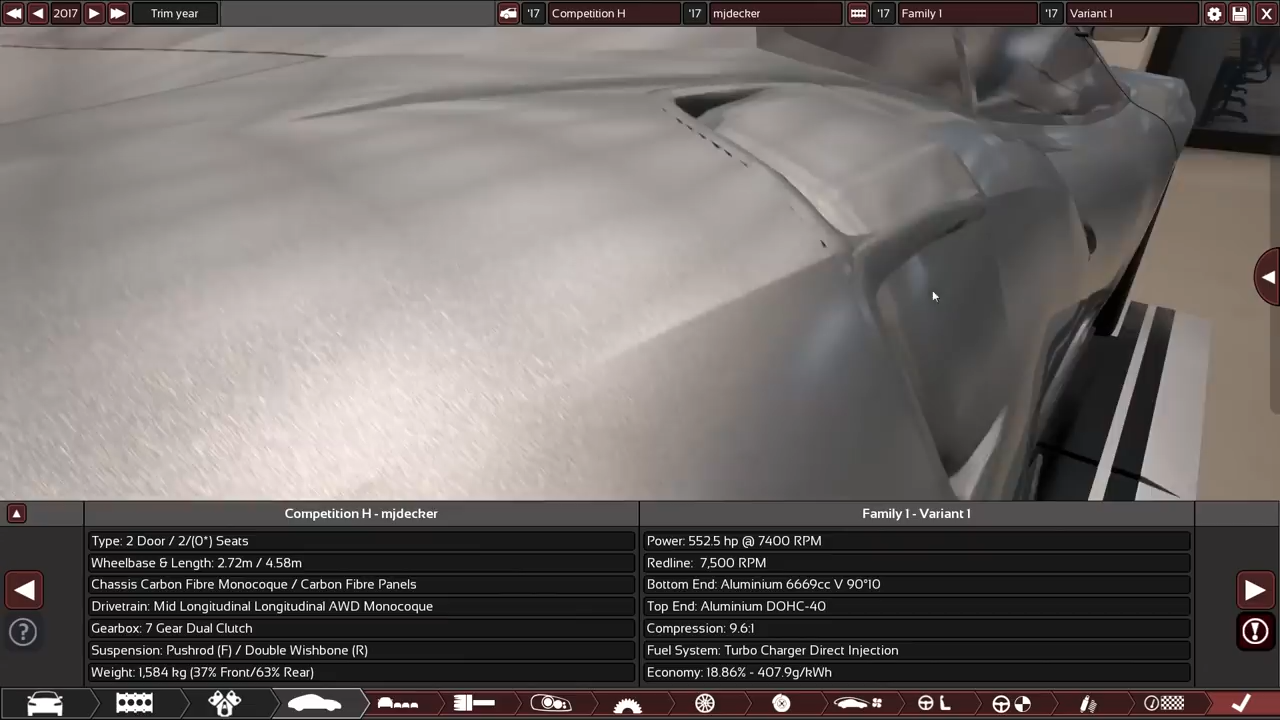 2017
Trim year
'17
Competition H
'17
mjdecker
'17
Family 1
'17
Variant 1
Competition H - mjdecker
Type: 2 Door / 2/(0*) Seats
Wheelbase & Length: 2.72m / 4.58m
Chassis Carbon Fibre Monocoque / Carbon Fibre Panels
Drivetrain: Mid Longitudinal Longitudinal AWD Monocoque
Gearbox: 7 Gear Dual Clutch
Suspension: Pushrod (F) / Double Wishbone (R)
Weight: 1,584 kg (37% Front/63% Rear)
Family 1 - Variant 1
Power: 552.5 hp @ 7400 RPM
Redline: 7,500 RPM
Bottom End: Aluminium 6669cc V 90°10
Top End: Aluminium DOHC-40
Compression: 9.6:1
Fuel System: Turbo Charger Direct Injection
Economy: 18.86% - 407.9g/kWh